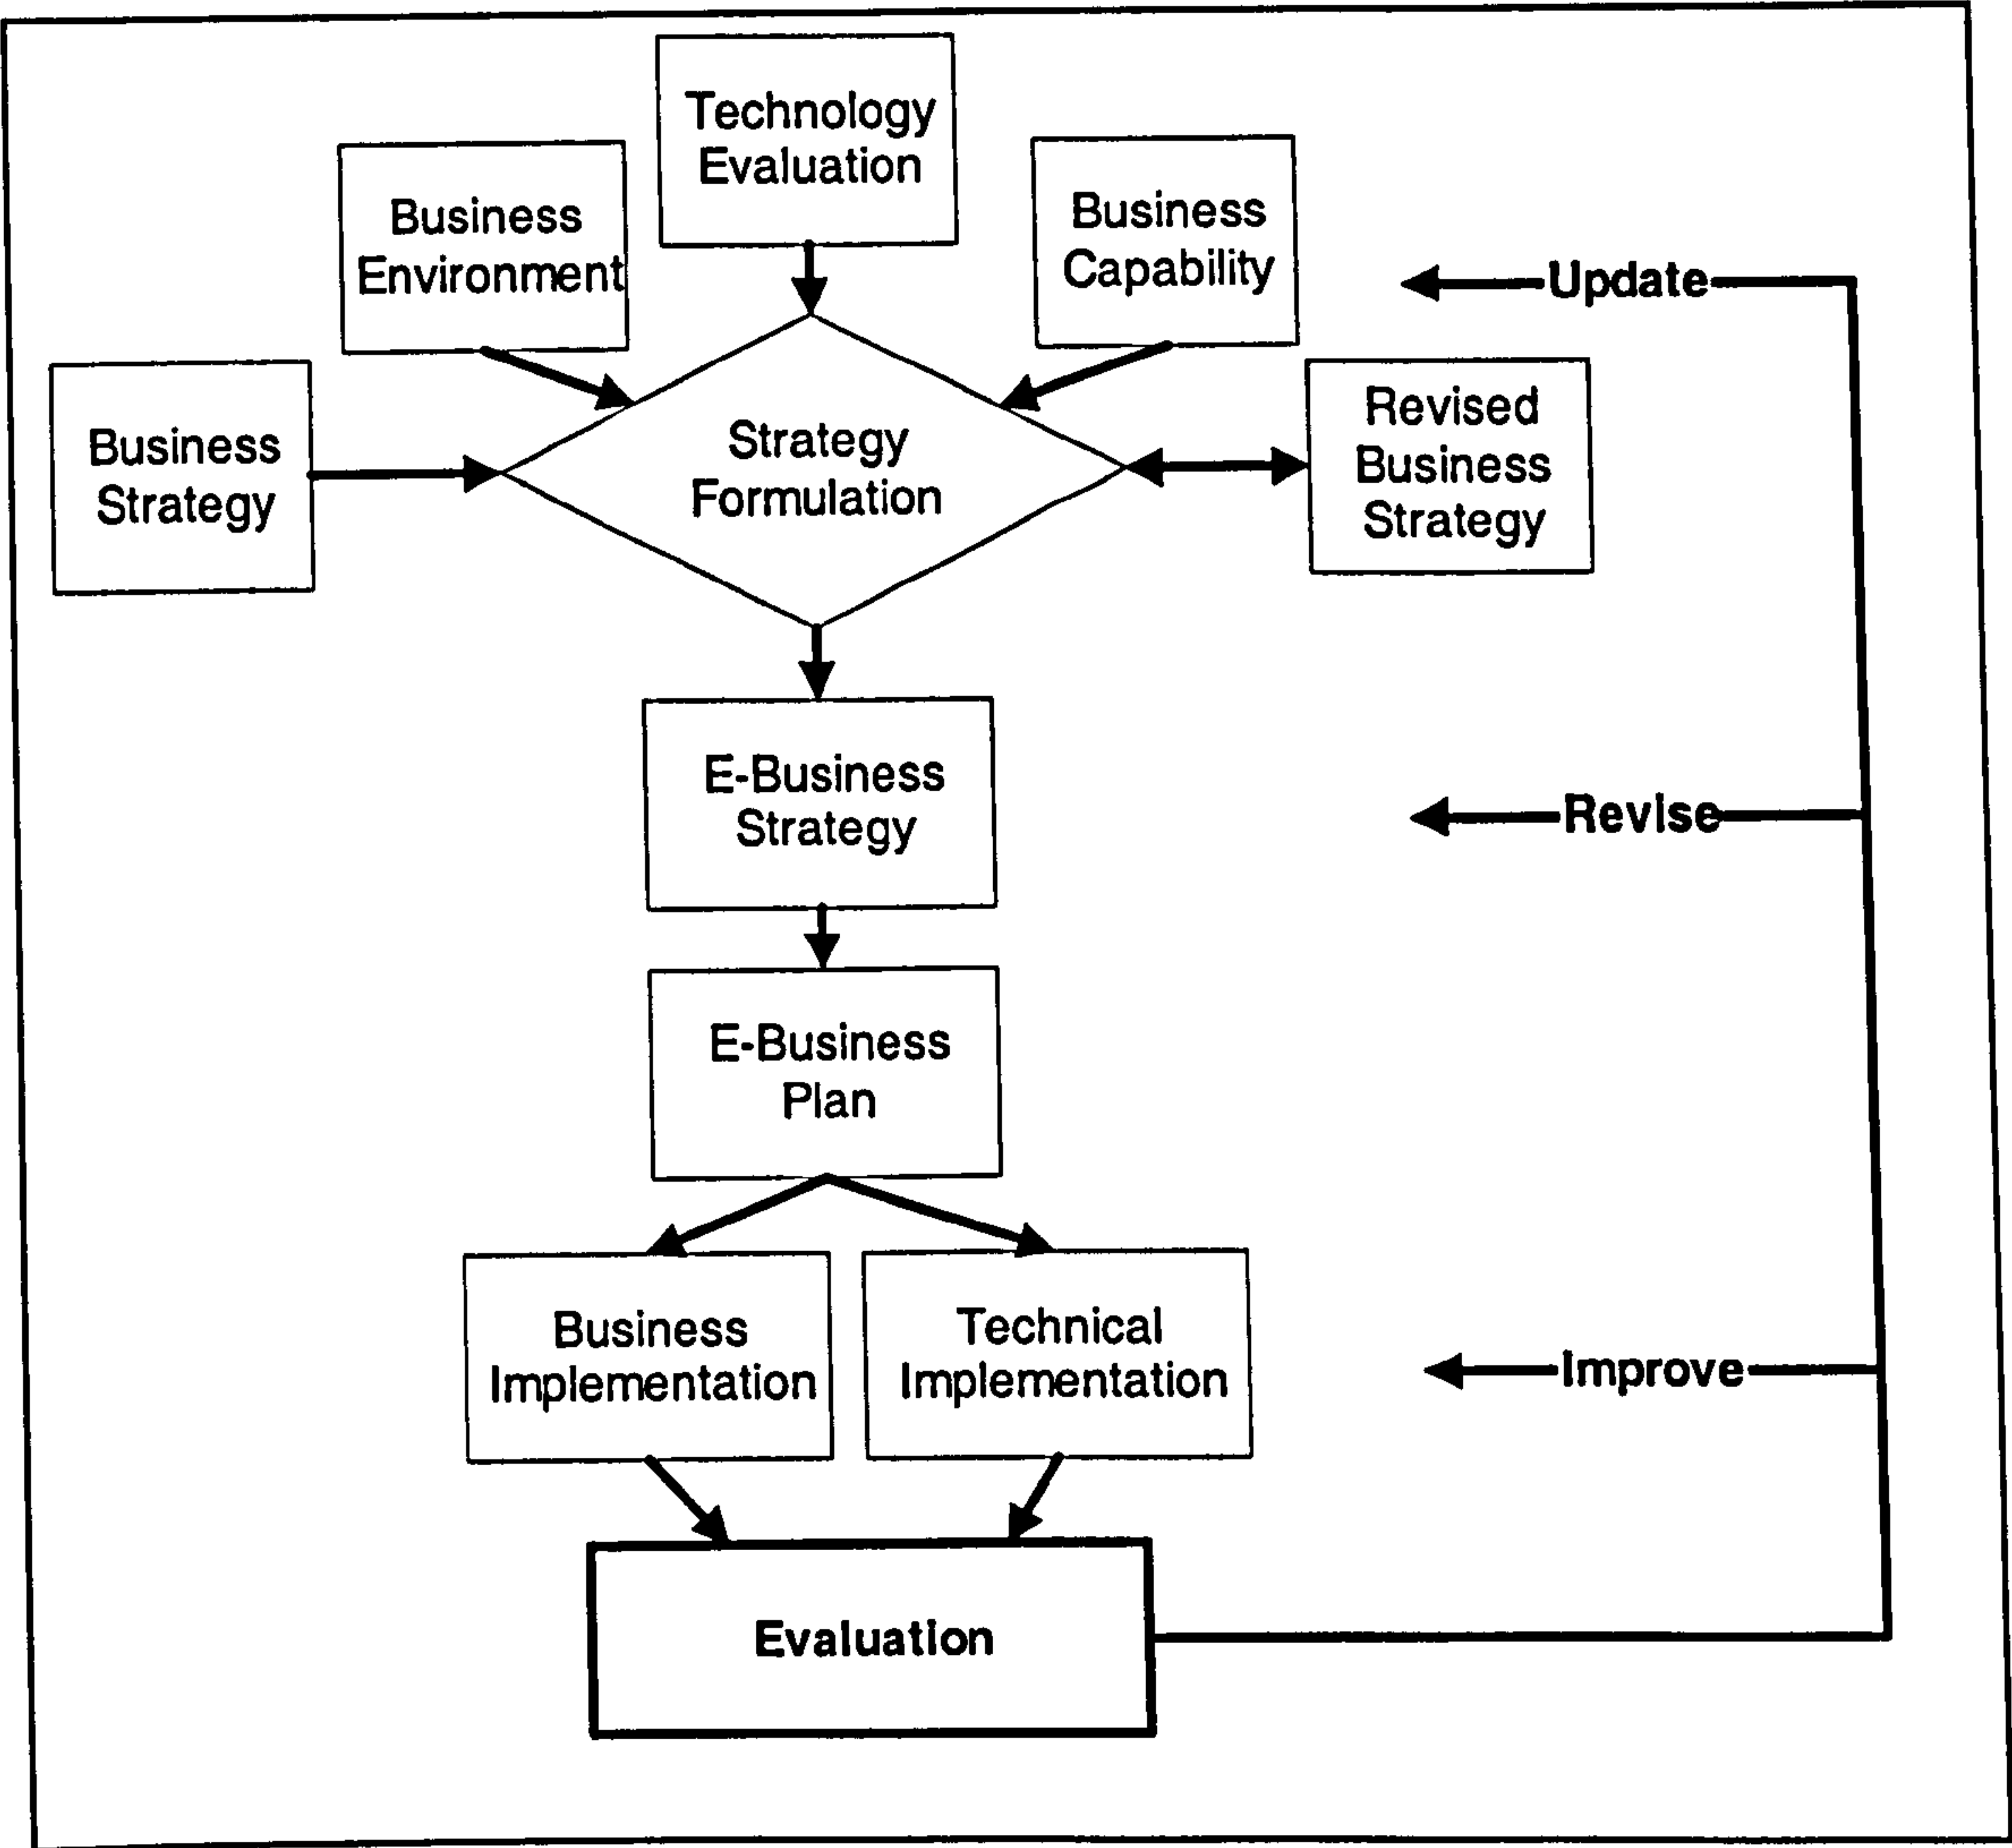 Technology
Evaluation
Business
Environment
Business
Capability
Update
Business
Strategy
Strategy
Formulation
Revised
Business
Strategy
E-Business
Strategy
Revise
E-Business
Plan
Business
Implementation
Technical
Implementation
Improve
Evaluation